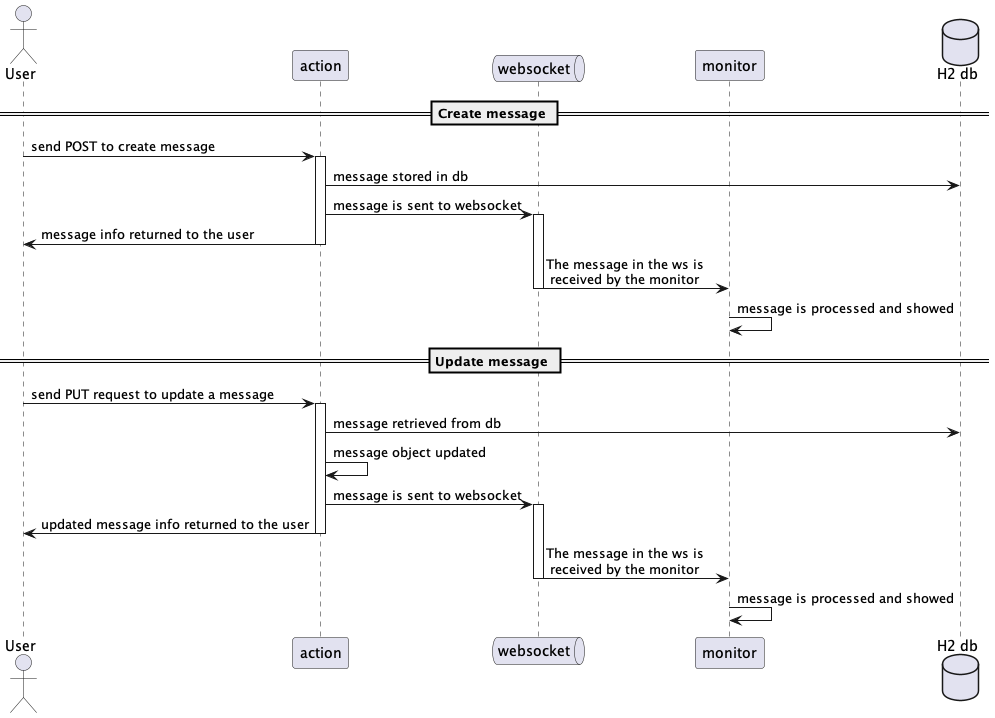 User
action
websocket
monitor
H2 db
Create message
send POST to create message
message stored in db
message is sent to websocket
message info returned to the user
The message in the ws is
received by the monitor
message is processed and showed
Update message
send PUT request to update a message
message retrieved from db
message object updated
message is sent to websocket
updated message info returned to the user
The message in the ws is
received by the monitor
message is processed and showed
User
action
websocket
monitor
H2 db